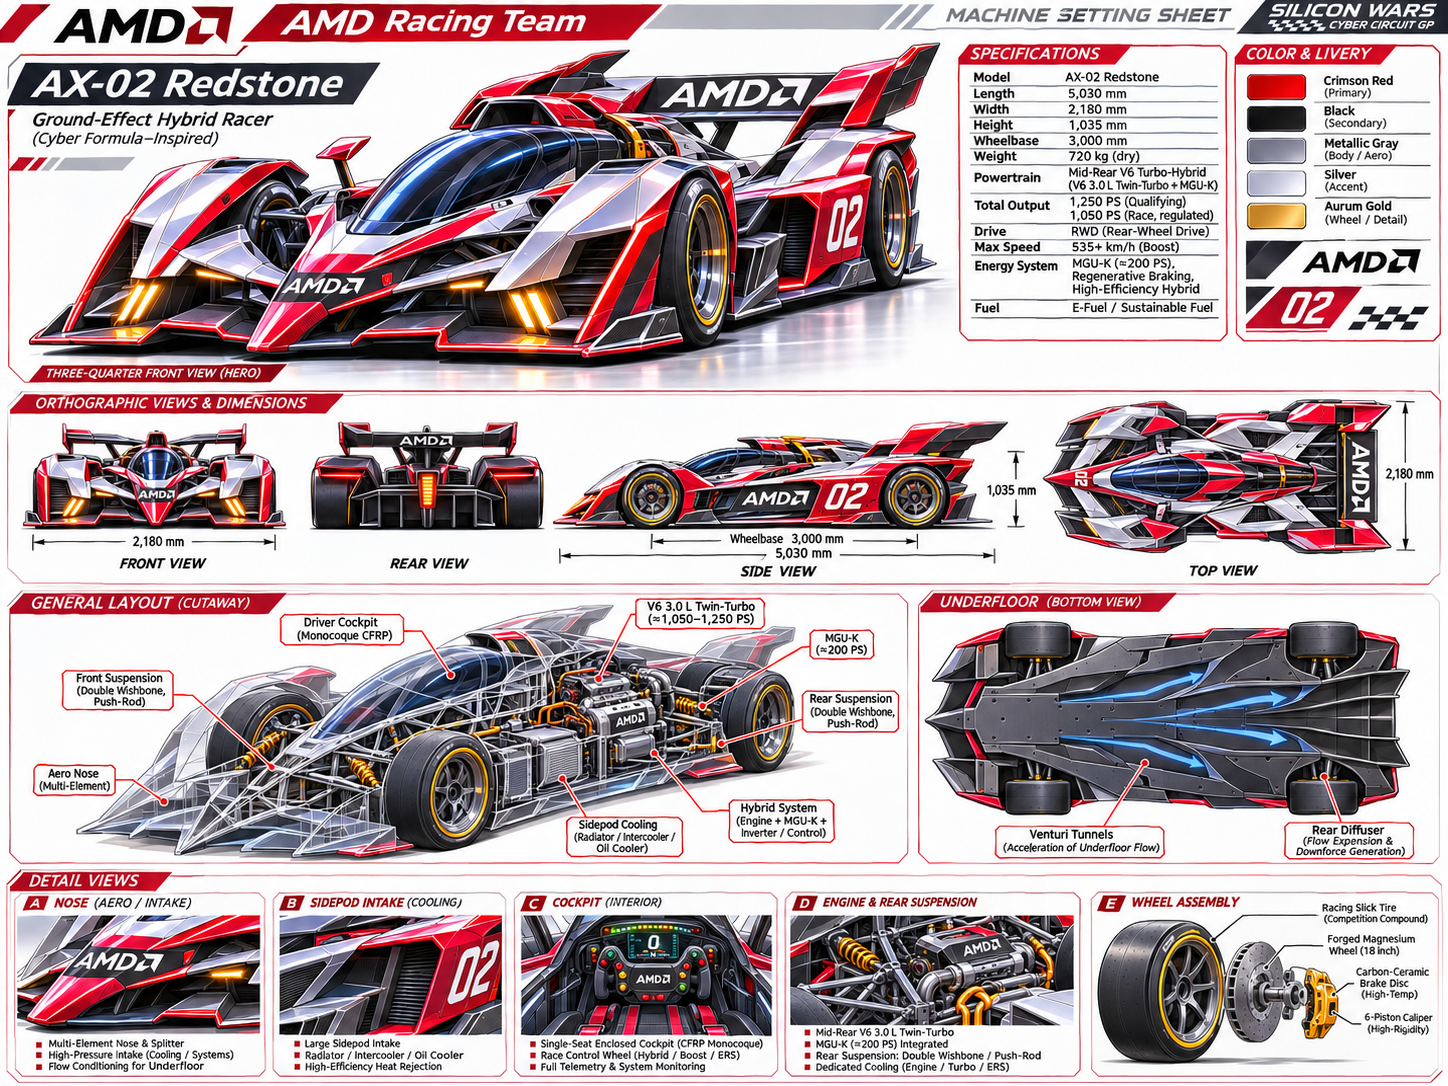 AMD
AMD Racing Team
MACHINE SETTING SHEET
SILICON WARS
CYBER CIRCUIT GP
AX-02 Redstone
Ground-Effect Hybrid Racer
(Cyber Formula–Inspired)
AMD
AMD
02
THREE-QUARTER FRONT VIEW (HERO)
SPECIFICATIONS
Model AX-02 Redstone
Length 5,030 mm
Width 2,180 mm
Height 1,035 mm
Wheelbase 3,000 mm
Weight 720 kg (dry)
Powertrain Mid-Rear V6 Turbo-Hybrid
(V6 3.0 L Twin-Turbo + MGU-K)
Total Output 1,250 PS (Qualifying)
1,050 PS (Race, regulated)
Drive RWD (Rear-Wheel Drive)
Max Speed 535+ km/h (Boost)
Energy System MGU-K (≈200 PS),
Regenerative Braking,
High-Efficiency Hybrid
Fuel E-Fuel / Sustainable Fuel
COLOR & LIVERY
Crimson Red
(Primary)
Black
(Secondary)
Metallic Gray
(Body / Aero)
Silver
(Accent)
Aurum Gold
(Wheel / Detail)
AMD
02
ORTHOGRAPHIC VIEWS & DIMENSIONS
AMD
2,180 mm
FRONT VIEW
AMD
REAR VIEW
AMD 02
1,035 mm
Wheelbase 3,000 mm
5,030 mm
SIDE VIEW
02
AMD
2,180 mm
TOP VIEW
GENERAL LAYOUT (CUTAWAY)
Driver Cockpit
(Monocoque CFRP)
V6 3.0 L Twin-Turbo
(≈1,050–1,250 PS)
MGU-K
(≈200 PS)
Front Suspension
(Double Wishbone,
Push-Rod)
Rear Suspension
(Double Wishbone,
Push-Rod)
AMD
Aero Nose
(Multi-Element)
Sidepod Cooling
(Radiator / Intercooler /
Oil Cooler)
Hybrid System
(Engine + MGU-K +
Inverter / Control)
UNDERFLOOR (BOTTOM VIEW)
Venturi Tunnels
(Acceleration of Underfloor Flow)
Rear Diffuser
(Flow Expansion &
Downforce Generation)
DETAIL VIEWS
A NOSE (AERO / INTAKE)
AMD
Multi-Element Nose & Splitter
High-Pressure Intake (Cooling / Systems)
Flow Conditioning for Underfloor
B SIDEPOD INTAKE (COOLING)
02
Large Sidepod Intake
Radiator / Intercooler / Oil Cooler
High-Efficiency Heat Rejection
C COCKPIT (INTERIOR)
0
AMD
Single-Seat Enclosed Cockpit (CFRP Monocoque)
Race Control Wheel (Hybrid / Boost / ERS)
Full Telemetry & System Monitoring
D ENGINE & REAR SUSPENSION
AMD
Mid-Rear V6 3.0 L Twin-Turbo
MGU-K (≈200 PS) Integrated
Rear Suspension: Double Wishbone / Push-Rod
Dedicated Cooling (Engine / Turbo / ERS)
E WHEEL ASSEMBLY
Racing Slick Tire
(Competition Compound)
Forged Magnesium
Wheel (18 inch)
Carbon-Ceramic
Brake Disc
(High-Temp)
6-Piston Caliper
(High-Rigidity)